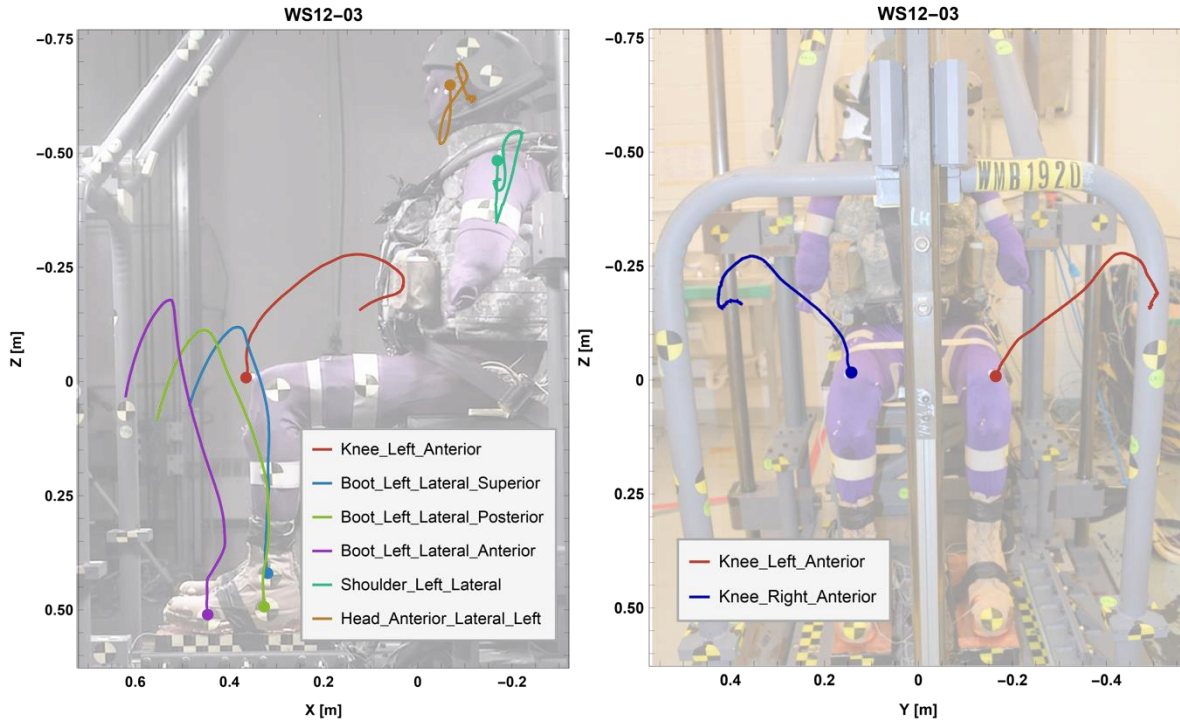 WS12−03
−0.75
−0.50
−0.25
0
0.25
0.50
Z [m]
Knee_Left_Anterior
Boot_Left_Lateral_Superior
Boot_Left_Lateral_Posterior
Boot_Left_Lateral_Anterior
Shoulder_Left_Lateral
Head_Anterior_Lateral_Left
0.6
0.4
0.2
0
−0.2
X [m]
WS12−03
−0.75
−0.50
−0.25
0
0.25
0.50
Z [m]
WMB1920
LH
Knee_Left_Anterior
Knee_Right_Anterior
0.4
0.2
0
−0.2
−0.4
Y [m]